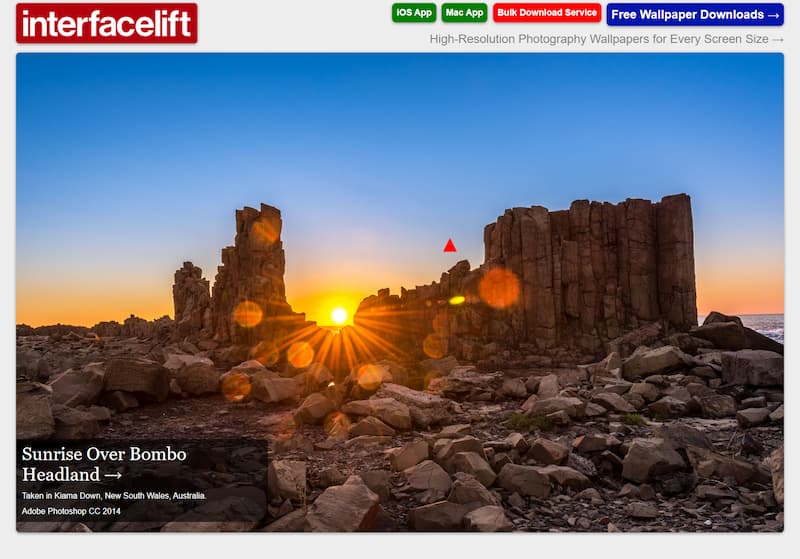 interfacelift
iOS App
Mac App
Bulk Download Service
Free Wallpaper Downloads →
High-Resolution Photography Wallpapers for Every Screen Size →
Sunrise Over Bombo
Headland →
Taken in Kiama Down, New South Wales, Australia.
Adobe Photoshop CC 2014